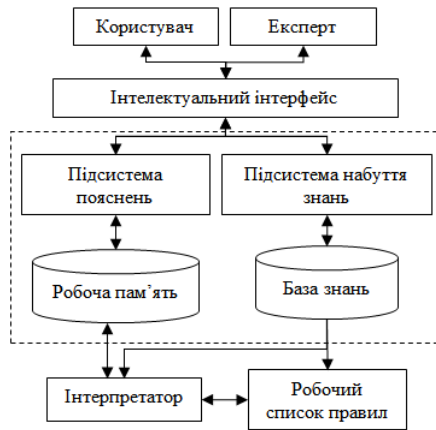 Користувач
Експерт
Інтелектуальний інтерфейс
Підсистема
пояснень
Підсистема набуття
знань
Робоча пам’ять
База знань
Інтерпретатор
Робочий
список правил